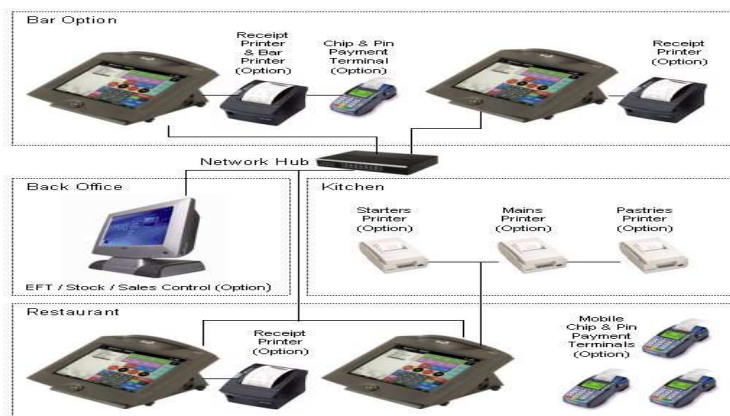 Bar Option
Receipt
Printer
& Bar
Printer
(Option)
Chip & Pin
Payment
Terminal
(Option)
Receipt
Printer
(Option)
Network Hub
Back Office
EFT / Stock / Sales Control (Option)
Kitchen
Starters
Printer
(Option)
Mains
Printer
(Option)
Pastries
Printer
(Option)
Restaurant
Receipt
Printer
(Option)
Mobile
Chip & Pin
Payment
Terminals
(Option)